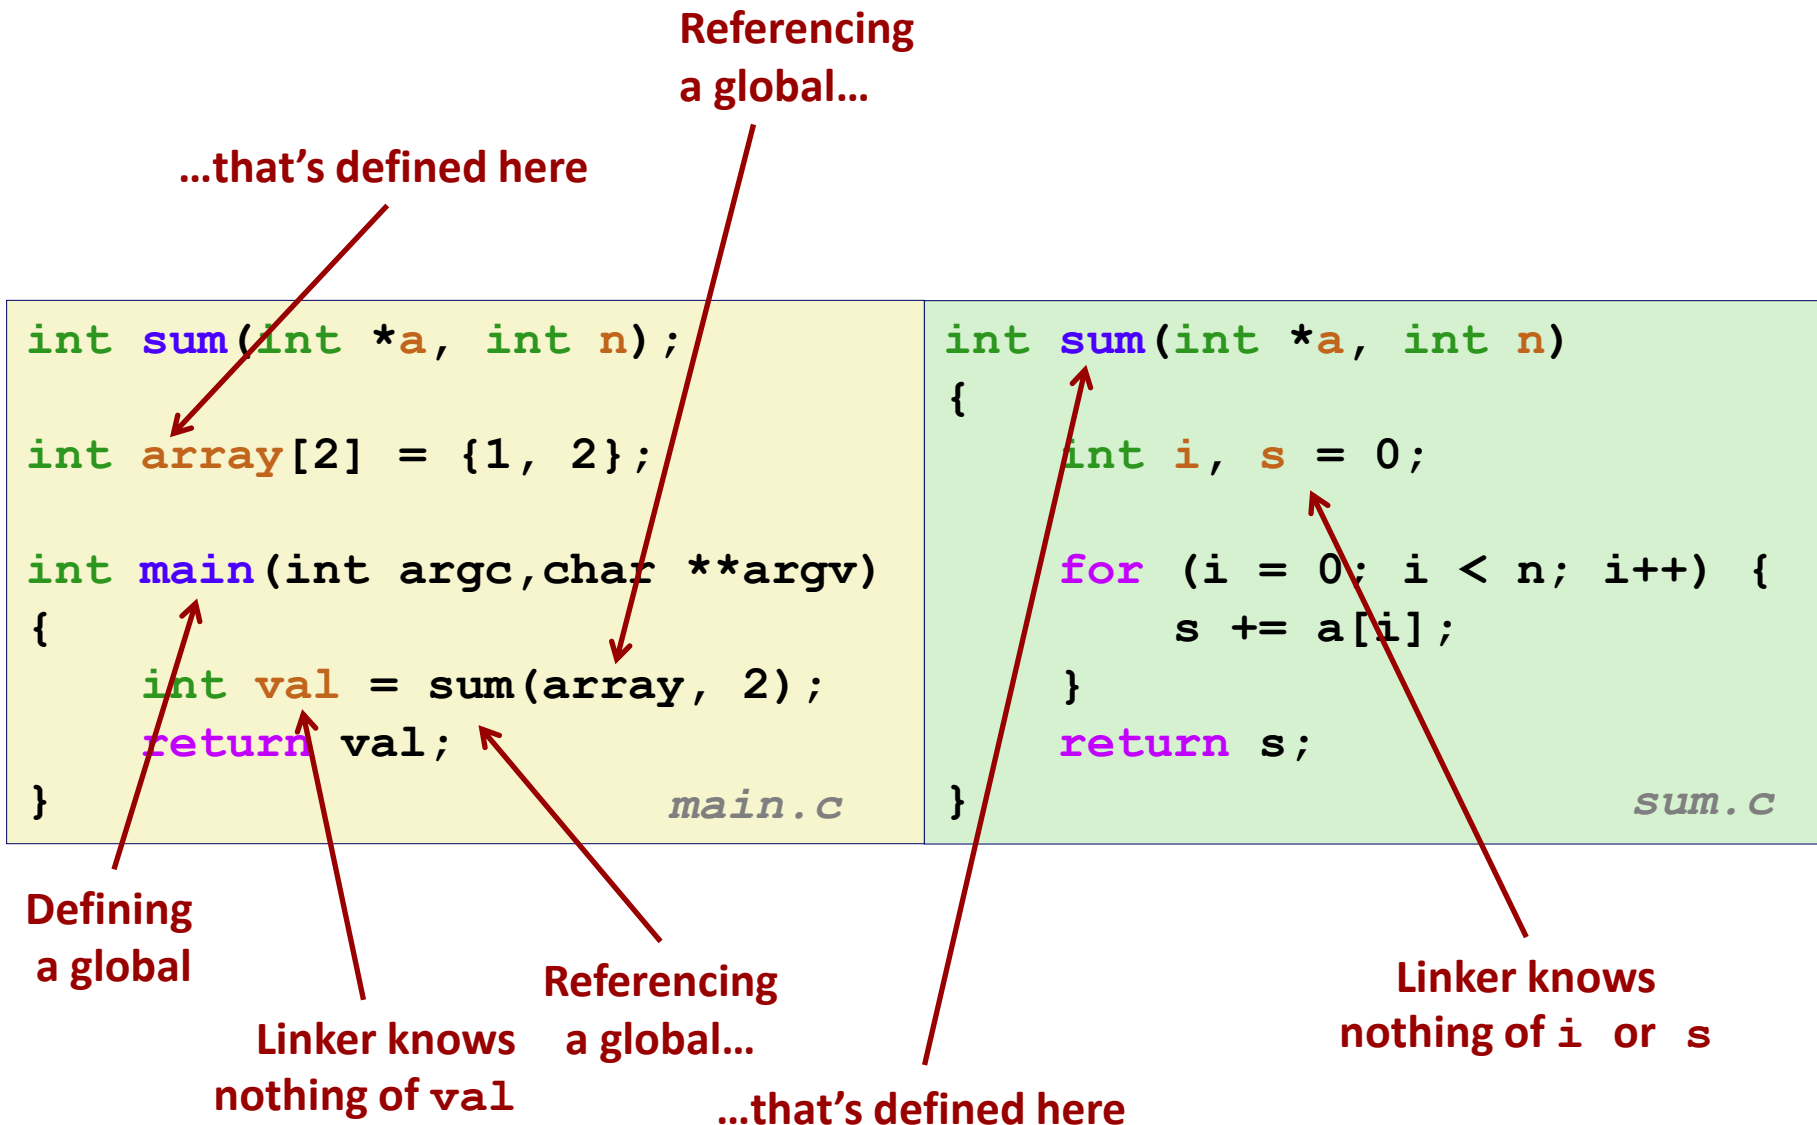 Referencing
a global…
…that’s defined here
int sum(int *a, int n);
int array[2] = {1, 2};
int main(int argc,char **argv)
{
int val = sum(array, 2);
return val;
}
main.c
int sum(int *a, int n)
{
int i, s = 0;
for (i = 0; i < n; i++) {
s += a[i];
}
return s;
}
sum.c
Defining
a global
Linker knows
nothing of val
Referencing
a global…
…that’s defined here
Linker knows
nothing of i or s